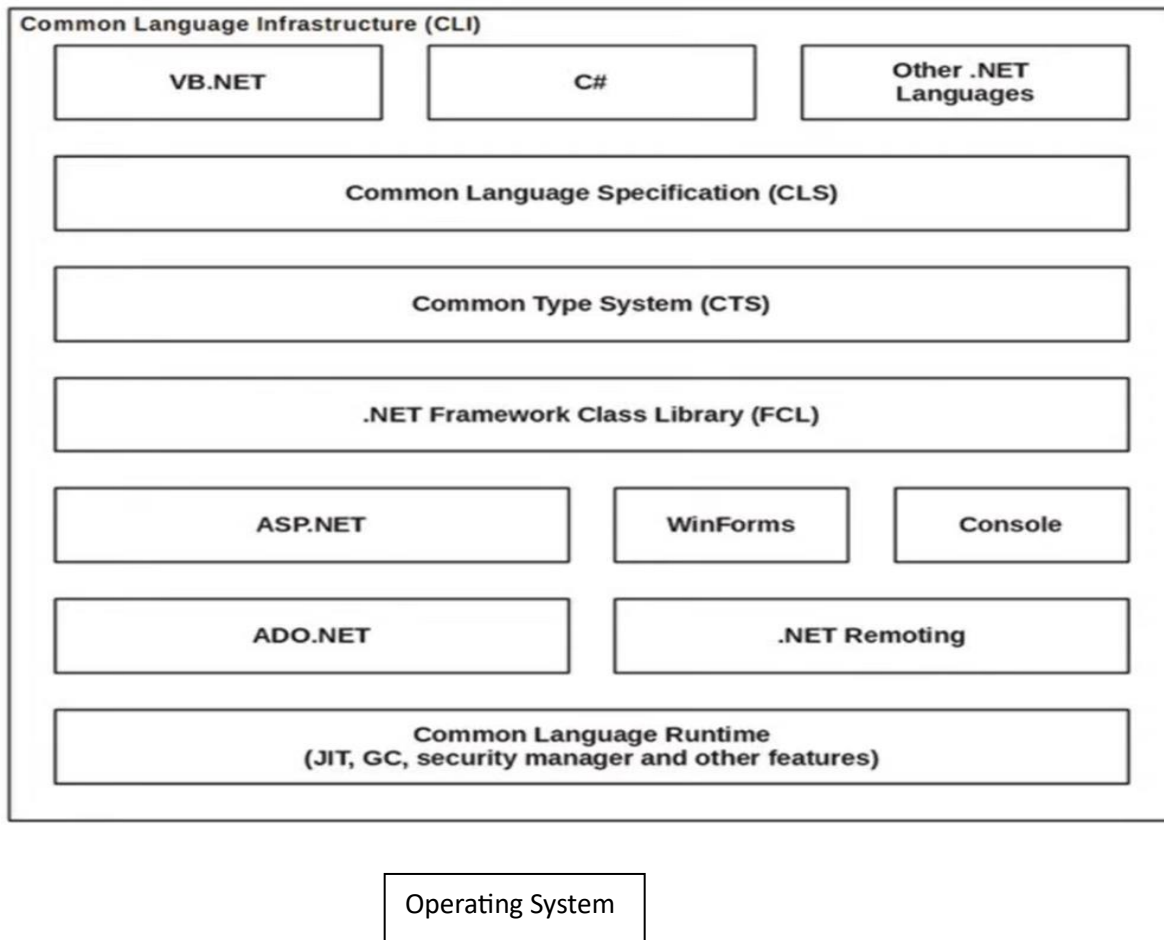 Common Language Infrastructure (CLI)
VB.NET
C#
Other .NET
Languages
Common Language Specification (CLS)
Common Type System (CTS)
.NET Framework Class Library (FCL)
ASP.NET
WinForms
Console
ADO.NET
.NET Remoting
Common Language Runtime
(JIT, GC, security manager and other features)
Operating System